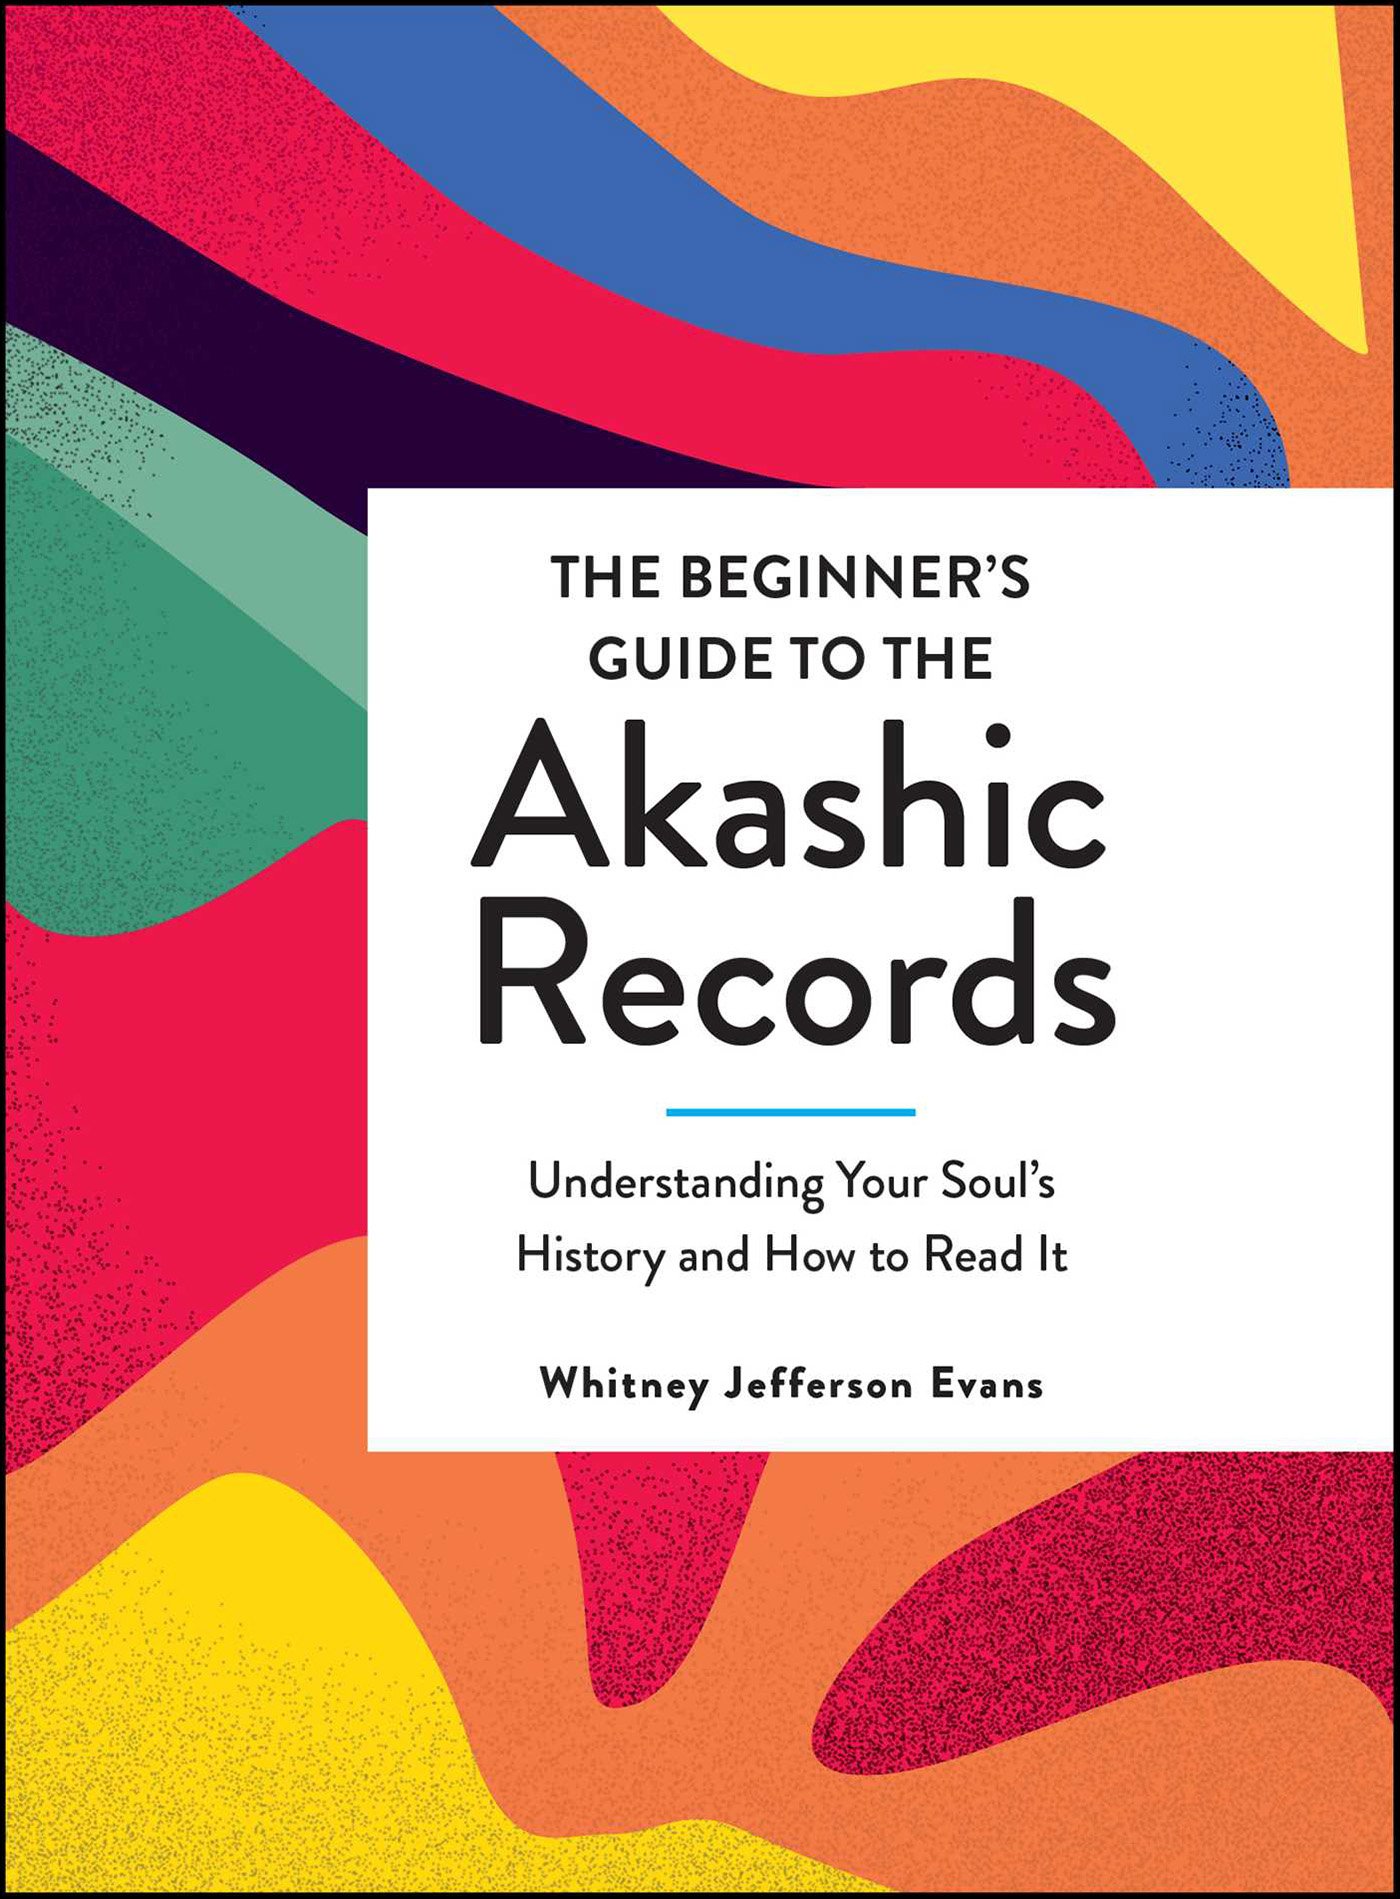 THE BEGINNER’S
GUIDE TO THE
Akashic
Records
Understanding Your Soul’s
History and How to Read It
Whitney Jefferson Evans